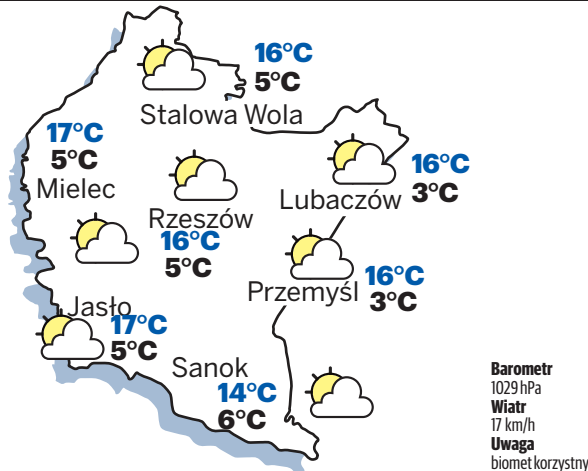 16°C
5°C
Stalowa Wola
17°C
5°C
Mielec
16°C
3°C
Lubaczów
Rzeszów
16°C
5°C
16°C
3°C
Przemyśl
Jasło
17°C
5°C
Sanok
14°C
6°C
Barometr
1029 hPa
Wiatr
17 km/h
Uwaga
biomet korzystny